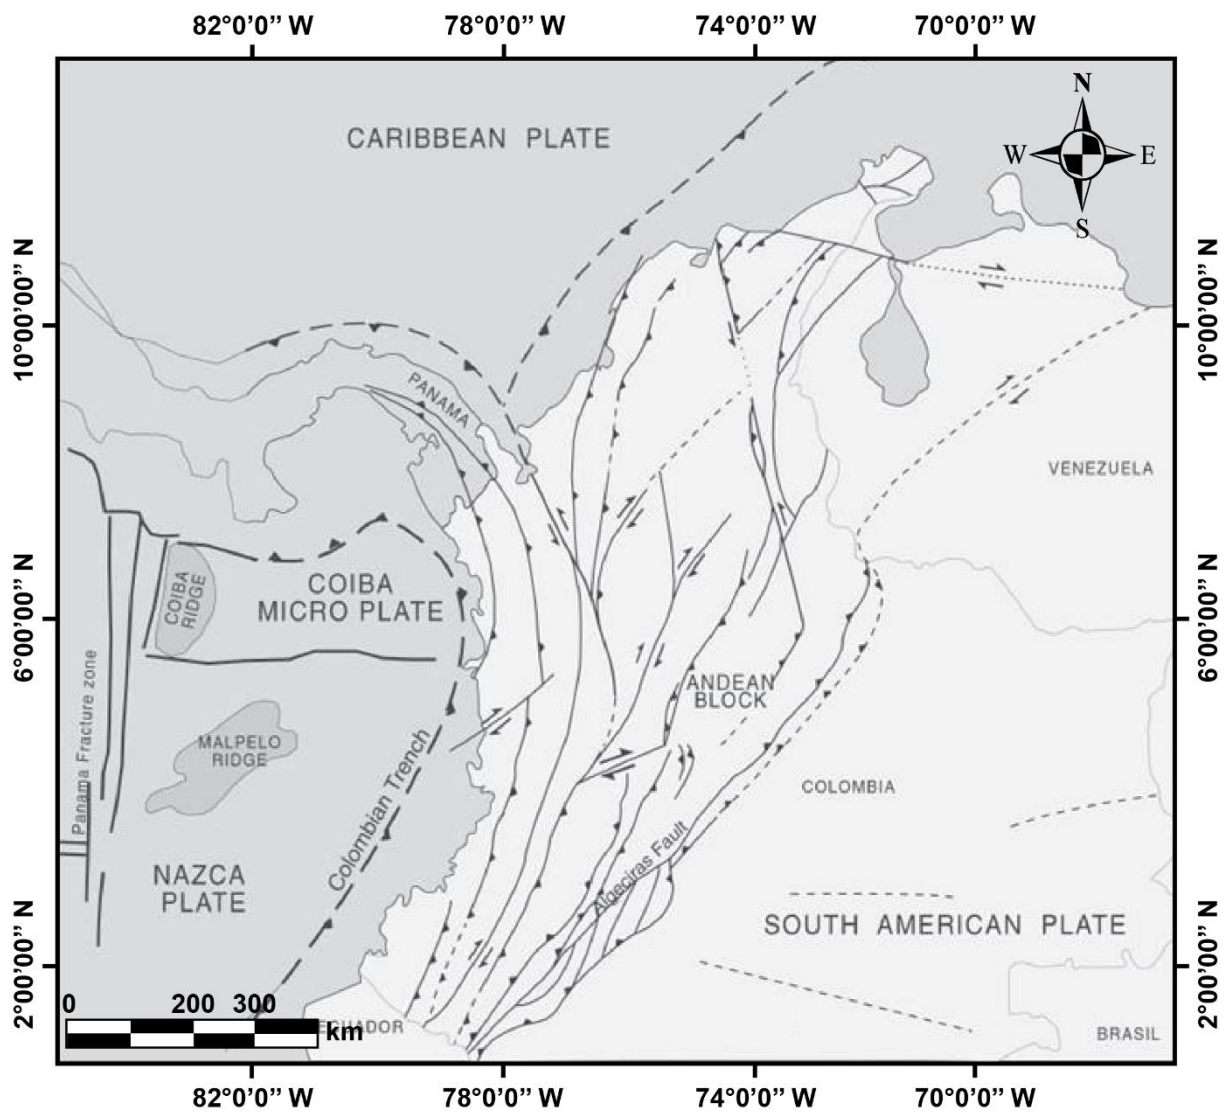 82°0'0'' W 78°0'0'' W 74°0'0'' W 70°0'0'' W
N
W E
S
CARIBBEAN PLATE
10°00'00'' N
10°00'00'' N
PANAMA
VENEZUELA
COIBA
RIDGE
COIBA
MICRO PLATE
6°00'00'' N
6°00'00'' N
ANDEAN
BLOCK
Panama Fracture zone
MALPELO
RIDGE
Colombian Trench
COLOMBIA
Algeciras Fault
NAZCA
PLATE
SOUTH AMERICAN PLATE
2°00'00'' N
2°00'00'' N
0 200 300
km
ECUADOR
BRASIL
82°0'0'' W 78°0'0'' W 74°0'0'' W 70°0'0'' W